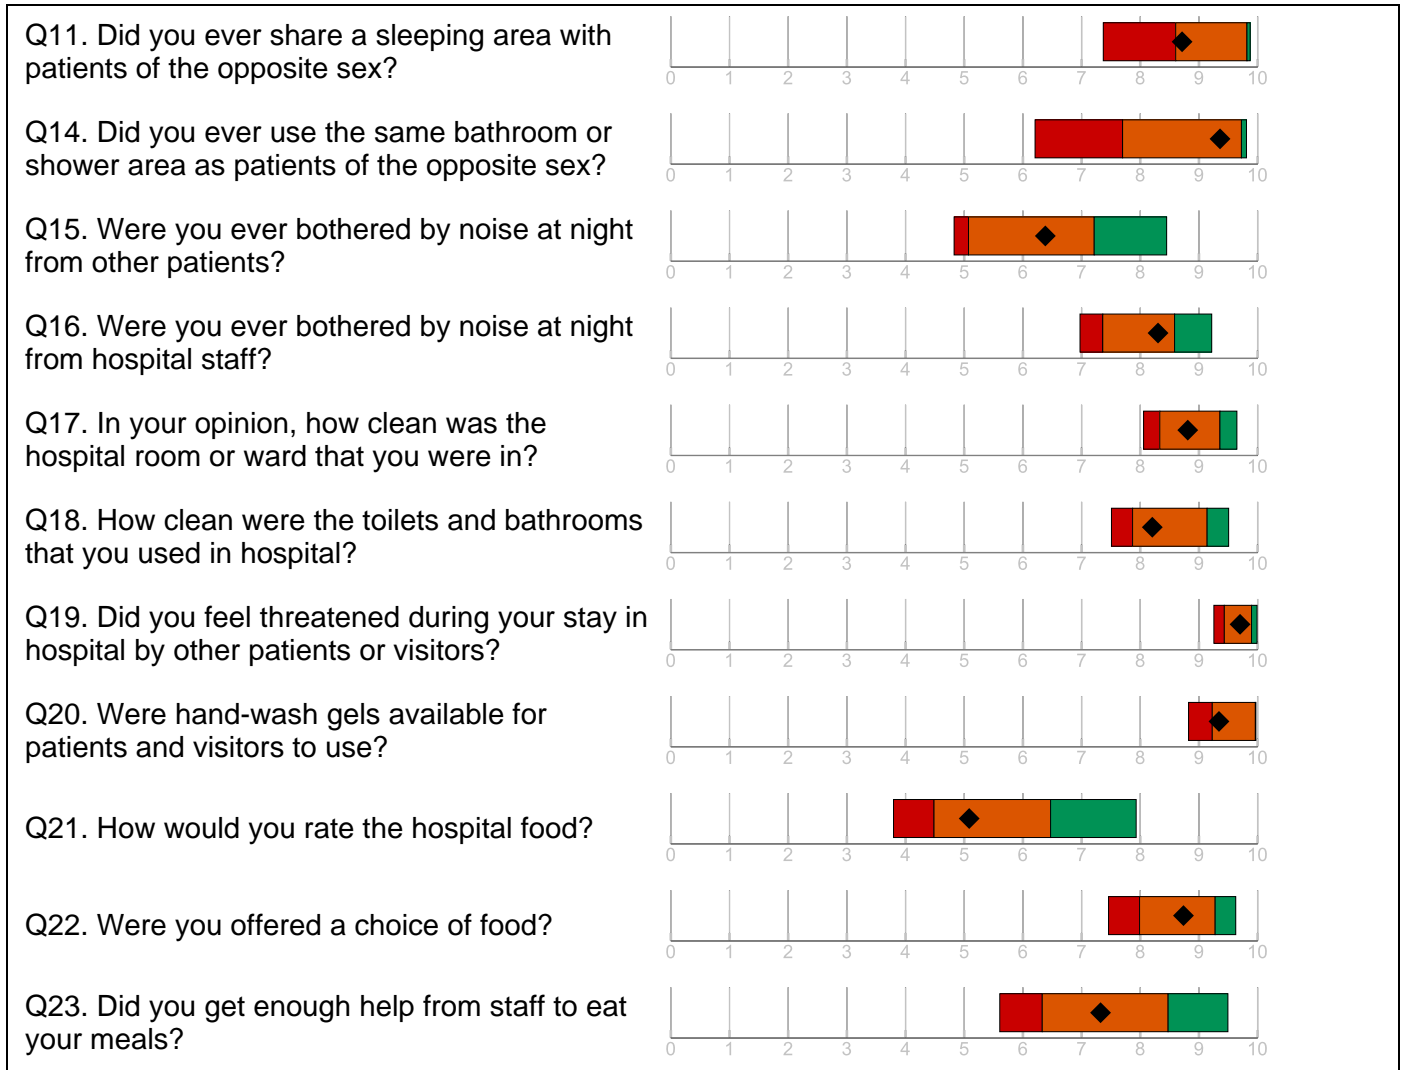 Q11. Did you ever share a sleeping area with
patients of the opposite sex?
0 1 2 3 4 5 6 7 8 9 10
Q14. Did you ever use the same bathroom or
shower area as patients of the opposite sex?
0 1 2 3 4 5 6 7 8 9 10
Q15. Were you ever bothered by noise at night
from other patients?
0 1 2 3 4 5 6 7 8 9 10
Q16. Were you ever bothered by noise at night
from hospital staff?
0 1 2 3 4 5 6 7 8 9 10
Q17. In your opinion, how clean was the
hospital room or ward that you were in?
0 1 2 3 4 5 6 7 8 9 10
Q18. How clean were the toilets and bathrooms
that you used in hospital?
0 1 2 3 4 5 6 7 8 9 10
Q19. Did you feel threatened during your stay in
hospital by other patients or visitors?
0 1 2 3 4 5 6 7 8 9 10
Q20. Were hand-wash gels available for
patients and visitors to use?
0 1 2 3 4 5 6 7 8 9 10
Q21. How would you rate the hospital food?
0 1 2 3 4 5 6 7 8 9 10
Q22. Were you offered a choice of food?
0 1 2 3 4 5 6 7 8 9 10
Q23. Did you get enough help from staff to eat
your meals?
0 1 2 3 4 5 6 7 8 9 10